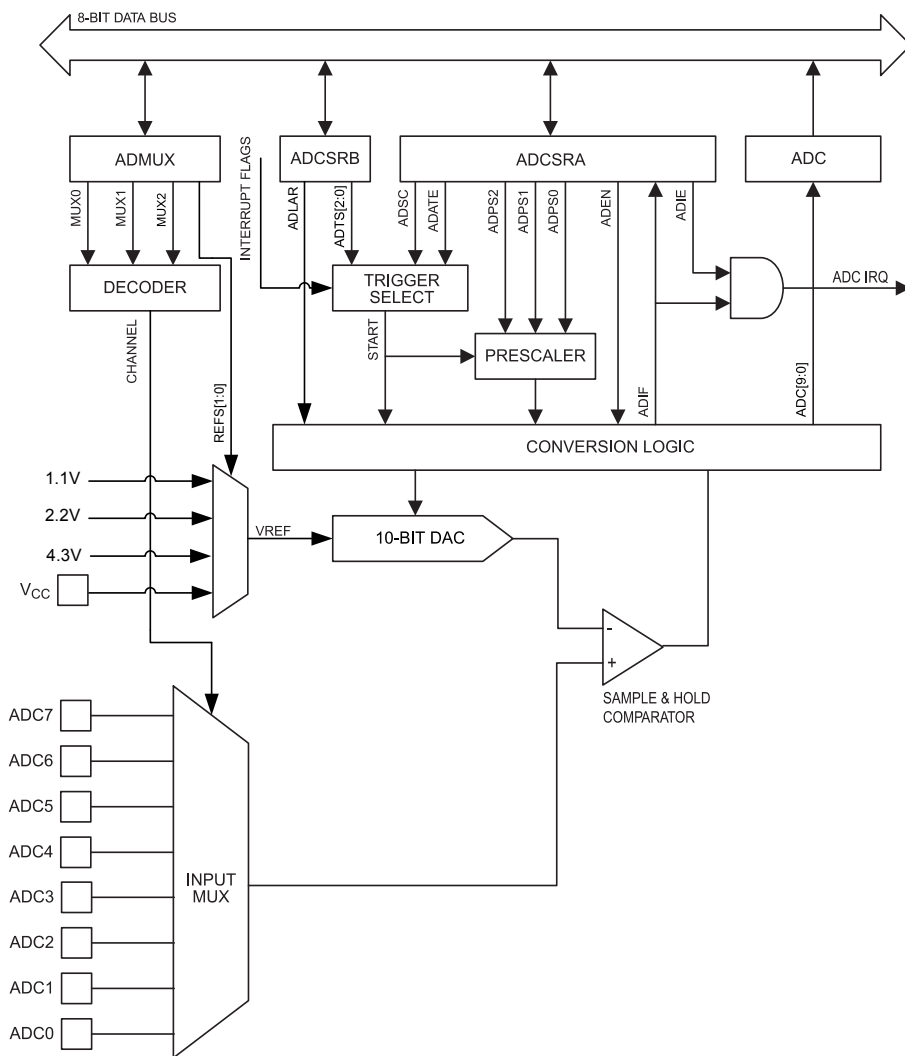 8-BIT DATA BUS
ADMUX
ADCSRB
ADCSRA
ADC
INTERRUPT FLAGS
MUX0
MUX1
MUX2
ADLAR
ADTS[2:0]
ADSC
ADATE
ADPS2
ADPS1
ADPS0
ADEN
ADIE
DECODER
TRIGGER
SELECT
ADC IRQ
CHANNEL
START
PRESCALER
REFS[1:0]
ADIF
ADC[9:0]
CONVERSION LOGIC
1.1V
2.2V
4.3V
VCC
VREF
10-BIT DAC
-
+
SAMPLE & HOLD
COMPARATOR
ADC7
ADC6
ADC5
ADC4
ADC3
ADC2
ADC1
ADC0
INPUT
MUX